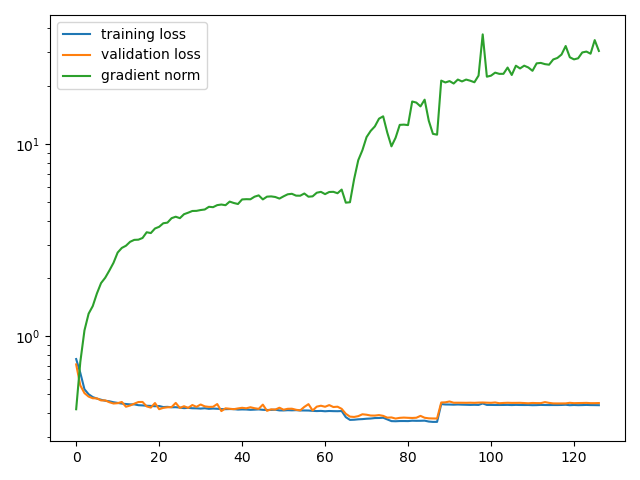 training loss
validation loss
gradient norm
10¹
10⁰
0 20 40 60 80 100 120